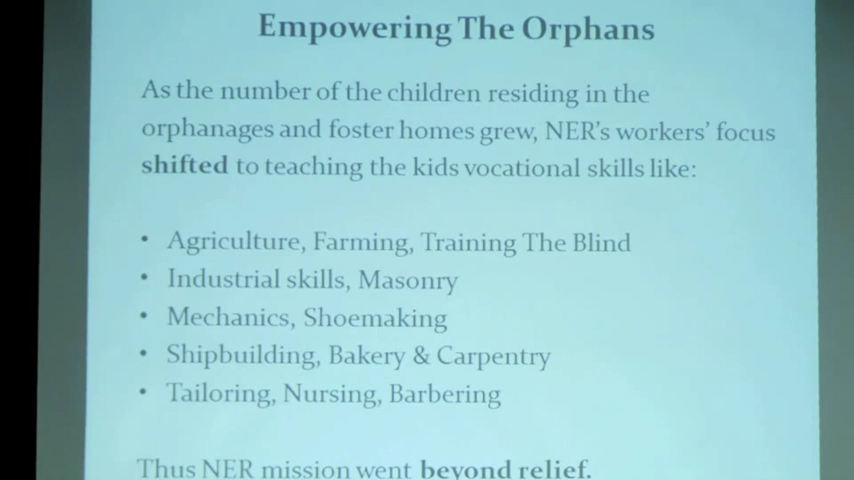 Empowering The Orphans
As the number of the children residing in the
orphanages and foster homes grew, NER's workers' focus
shifted to teaching the kids vocational skills like:
• Agriculture, Farming, Training The Blind
• Industrial skills, Masonry
• Mechanics, Shoemaking
• Shipbuilding, Bakery & Carpentry
• Tailoring, Nursing, Barbering
Thus NER mission went beyond relief.